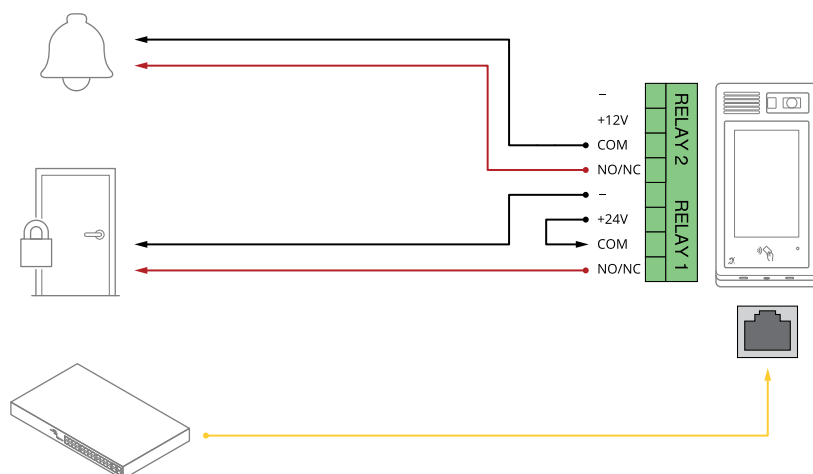 –
+12V
COM
NO/NC
–
+24V
COM
NO/NC
RELAY 2
RELAY 1